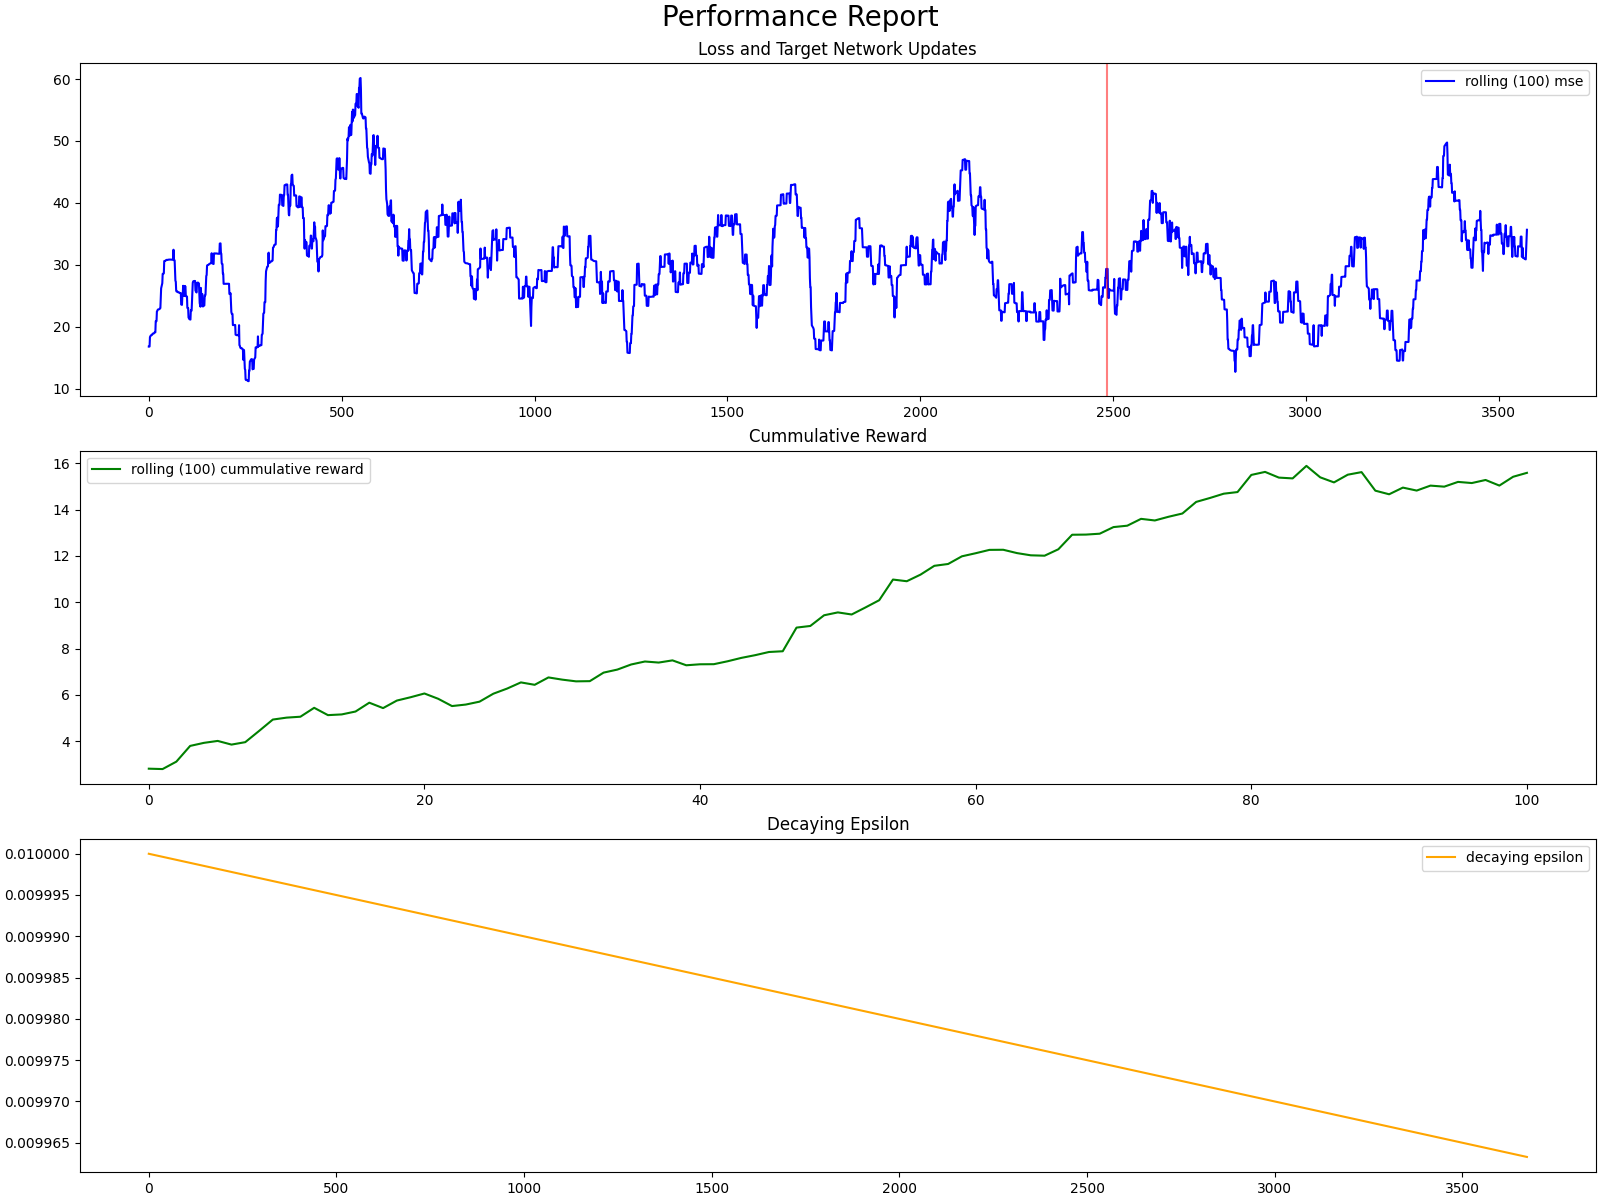 Performance Report
Loss and Target Network Updates
rolling (100) mse
60
50
40
30
20
10
0 500 1000 1500 2000 2500 3000 3500
Cummulative Reward
rolling (100) cummulative reward
16
14
12
10
8
6
4
0 20 40 60 80 100
Decaying Epsilon
decaying epsilon
0.010000
0.009995
0.009990
0.009985
0.009980
0.009975
0.009970
0.009965
0 500 1000 1500 2000 2500 3000 3500